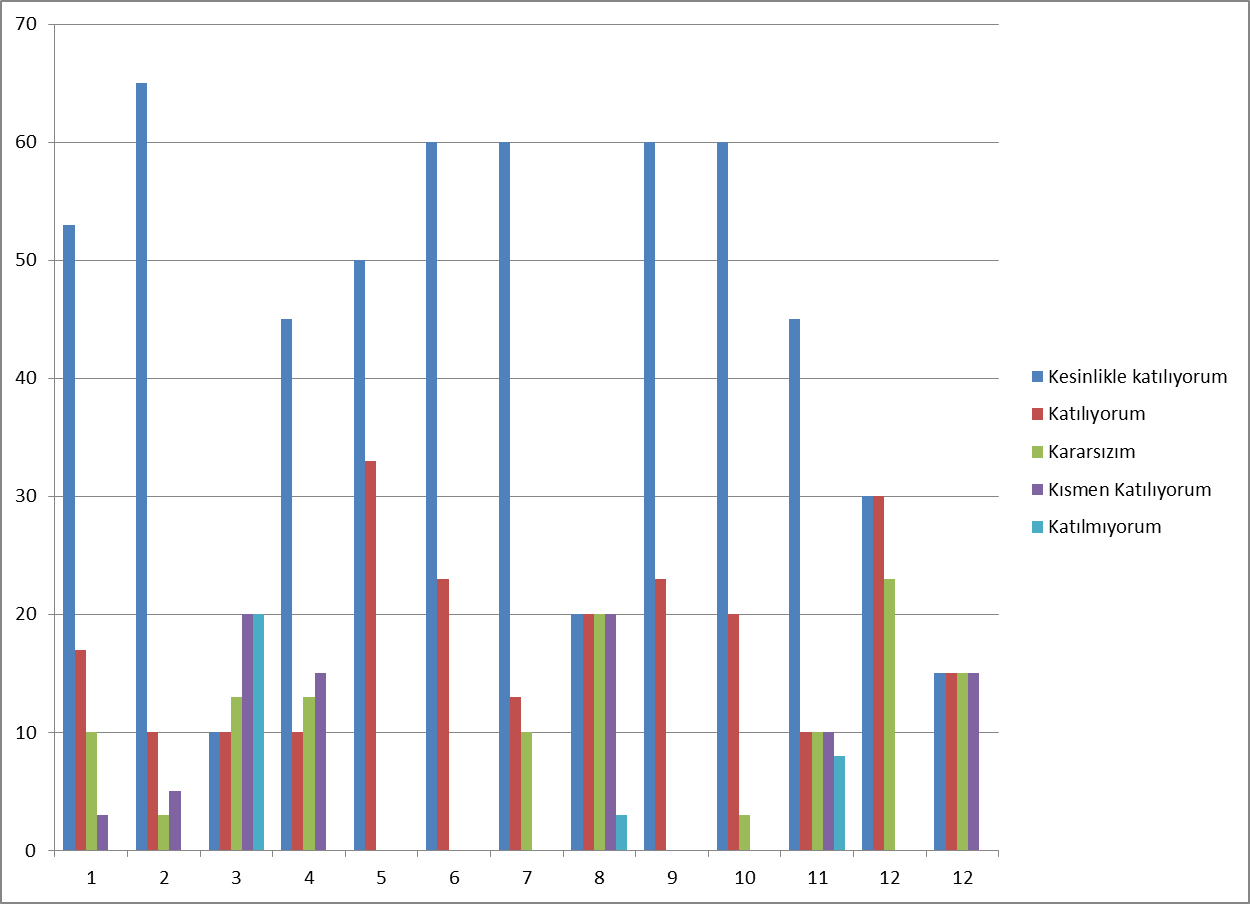 70
60
50
40
30
20
10
0
1 2 3 4 5 6 7 8 9 10 11 12 12
Kesinlikle katılıyorum
Katılıyorum
Kararsızım
Kısmen Katılıyorum
Katılmıyorum